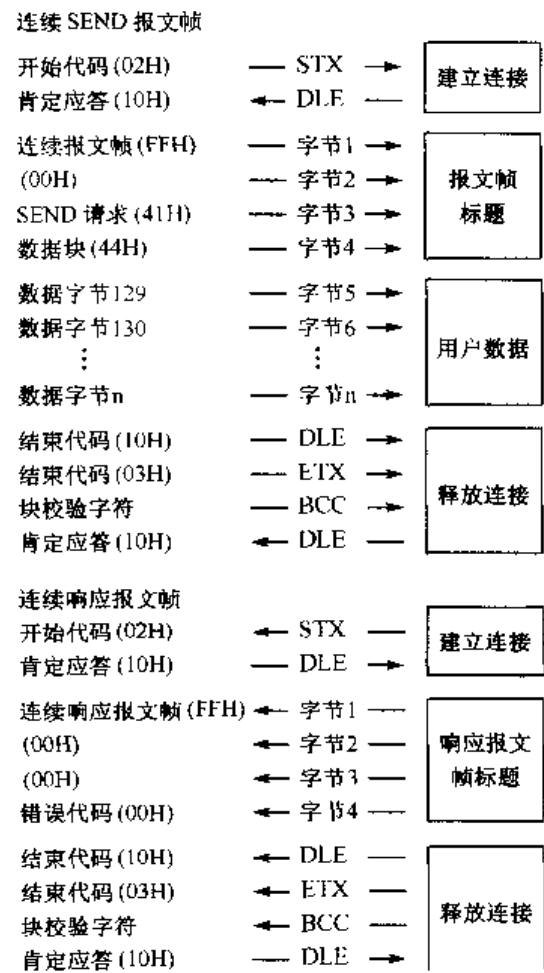 连续 SEND 报文帧
开始代码(02H) STX 建立连接
肯定应答(10H) DLE
连续报文帧(FFH) 字节1
(00H) 字节2 报文帧
SEND 请求(41H) 字节3 标题
数据块(44H) 字节4
数据字节129 字节5
数据字节130 字节6 用户数据
⋮ ⋮
数据字节n 字节n
结束代码(10H) DLE
结束代码(03H) ETX 释放连接
块校验字符 BCC
肯定应答(10H) DLE
连续响应报文帧
开始代码(02H) STX 建立连接
肯定应答(10H) DLE
连续响应报文帧(FFH) 字节1
(00H) 字节2 响应报文
(00H) 字节3 帧标题
错误代码(00H) 字节4
结束代码(10H) DLE
结束代码(03H) ETX 释放连接
块校验字符 BCC
肯定应答(10H) DLE